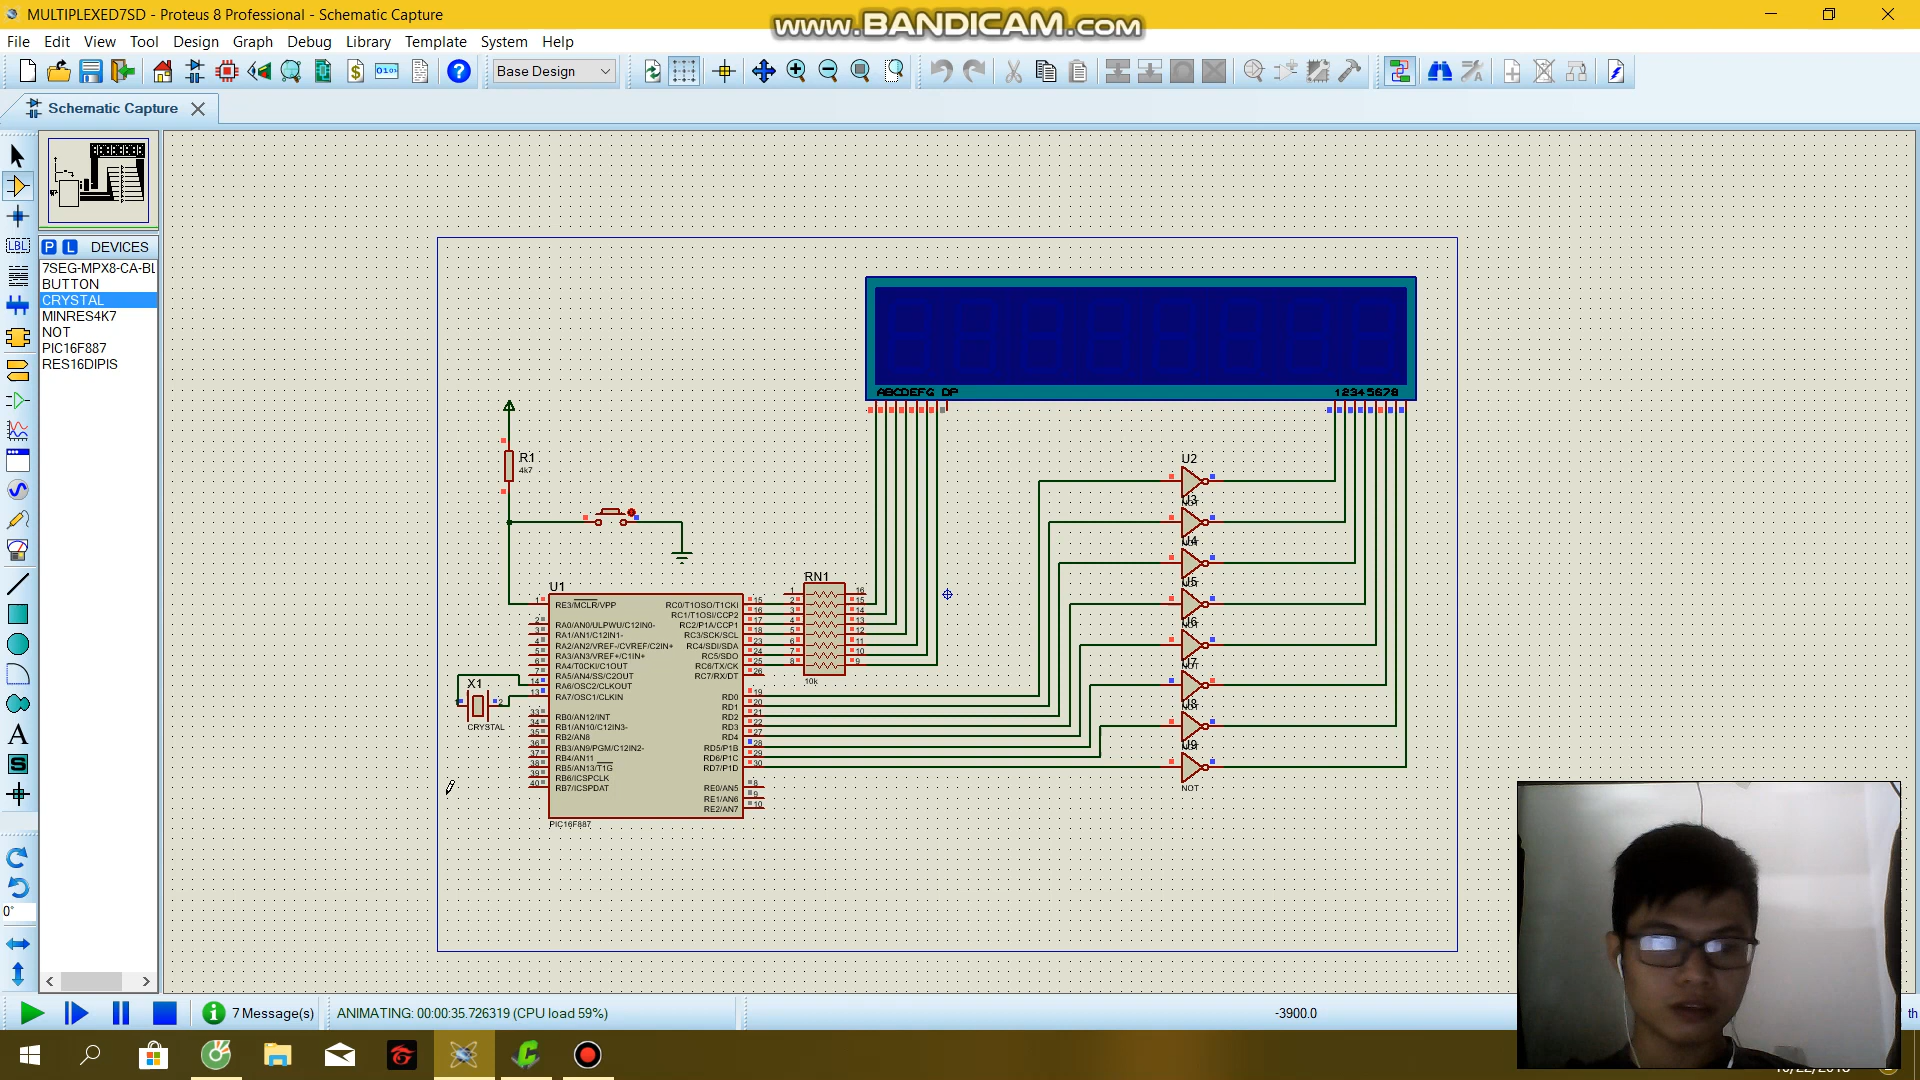 MULTIPLEXED7SD - Proteus 8 Professional - Schematic Capture
www.BANDICAM.com
File Edit View Tool Design Graph Debug Library Template System Help
Base Design
Schematic Capture
P L DEVICES
7SEG-MPX8-CA-BL
BUTTON
CRYSTAL
MINRES4K7
NOT
PIC16F887
RES16DIPIS
LBL
A
S
0°
ABCDEFG DP
12345678
R1
4k7
U1
RE3/MCLR/VPP
RA0/AN0/ULPWU/C12IN0-
RA1/AN1/C12IN1-
RA2/AN2/VREF-/CVREF/C2IN+
RA3/AN3/VREF+/C1IN+
RA4/T0CKI/C1OUT
RA5/AN4/SS/C2OUT
RA6/OSC2/CLKOUT
RA7/OSC1/CLKIN
RB0/AN12/INT
RB1/AN10/C12IN3-
RB2/AN8
RB3/AN9/PGM/C12IN2-
RB4/AN11
RB5/AN13/T1G
RB6/ICSPCLK
RB7/ICSPDAT
RC0/T1OSO/T1CKI
RC1/T1OSI/CCP2
RC2/P1A/CCP1
RC3/SCK/SCL
RC4/SDI/SDA
RC5/SDO
RC6/TX/CK
RC7/RX/DT
RD0
RD1
RD2
RD3
RD4
RD5/P1B
RD6/P1C
RD7/P1D
RE0/AN5
RE1/AN6
RE2/AN7
PIC16F887
X1
CRYSTAL
RN1
10k
U2
U3
U4
U5
U6
U7
U8
U9
NOT
7 Message(s)
ANIMATING: 00:00:35.726319 (CPU load 59%)
-3900.0
th